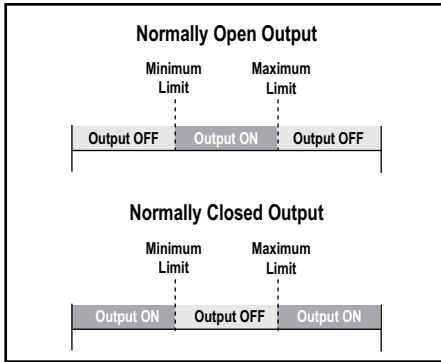 Normally Open Output
Minimum Limit
Maximum Limit
Output OFF
Output ON
Output OFF
Normally Closed Output
Minimum Limit
Maximum Limit
Output ON
Output OFF
Output ON